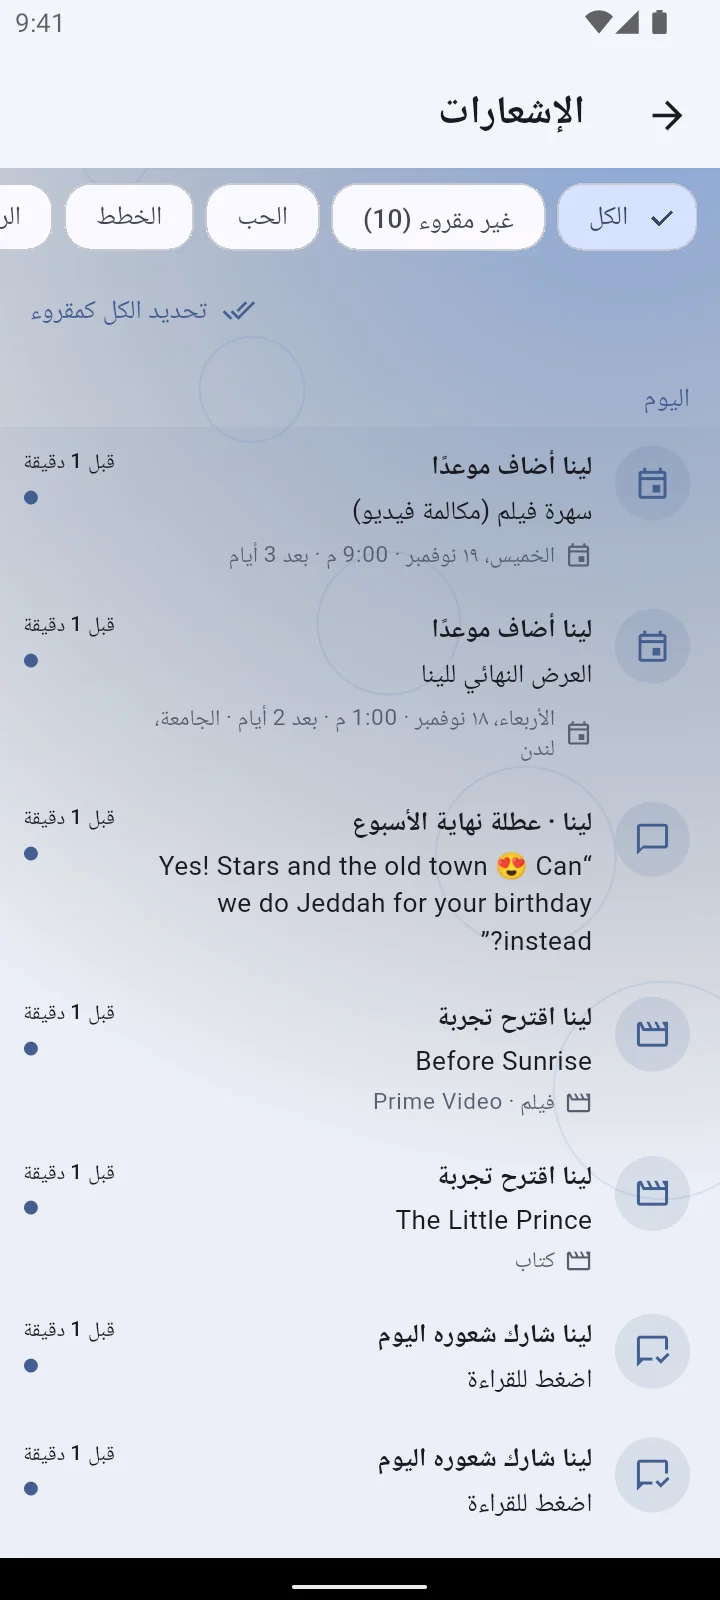 9:41
الإشعارات
الكل
غير مقروء (10)
الحب
الخطط
الر
تحديد الكل كمقروء
اليوم
لينا أضاف موعدًا
قبل 1 دقيقة
سهرة فيلم (مكالمة فيديو)
الخميس، ١٩ نوفمبر · 9:00 م · بعد 3 أيام
لينا أضاف موعدًا
قبل 1 دقيقة
العرض النهائي للينا
الأربعاء، ١٨ نوفمبر · 1:00 م · بعد 2 أيام · الجامعة،
لندن
لينا · عطلة نهاية الأسبوع
قبل 1 دقيقة
“Yes! Stars and the old town 😍 Can
we do Jeddah for your birthday
instead?”
لينا اقترح تجربة
قبل 1 دقيقة
Before Sunrise
فيلم · Prime Video
لينا اقترح تجربة
قبل 1 دقيقة
The Little Prince
كتاب
لينا شارك شعوره اليوم
قبل 1 دقيقة
اضغط للقراءة
لينا شارك شعوره اليوم
قبل 1 دقيقة
اضغط للقراءة